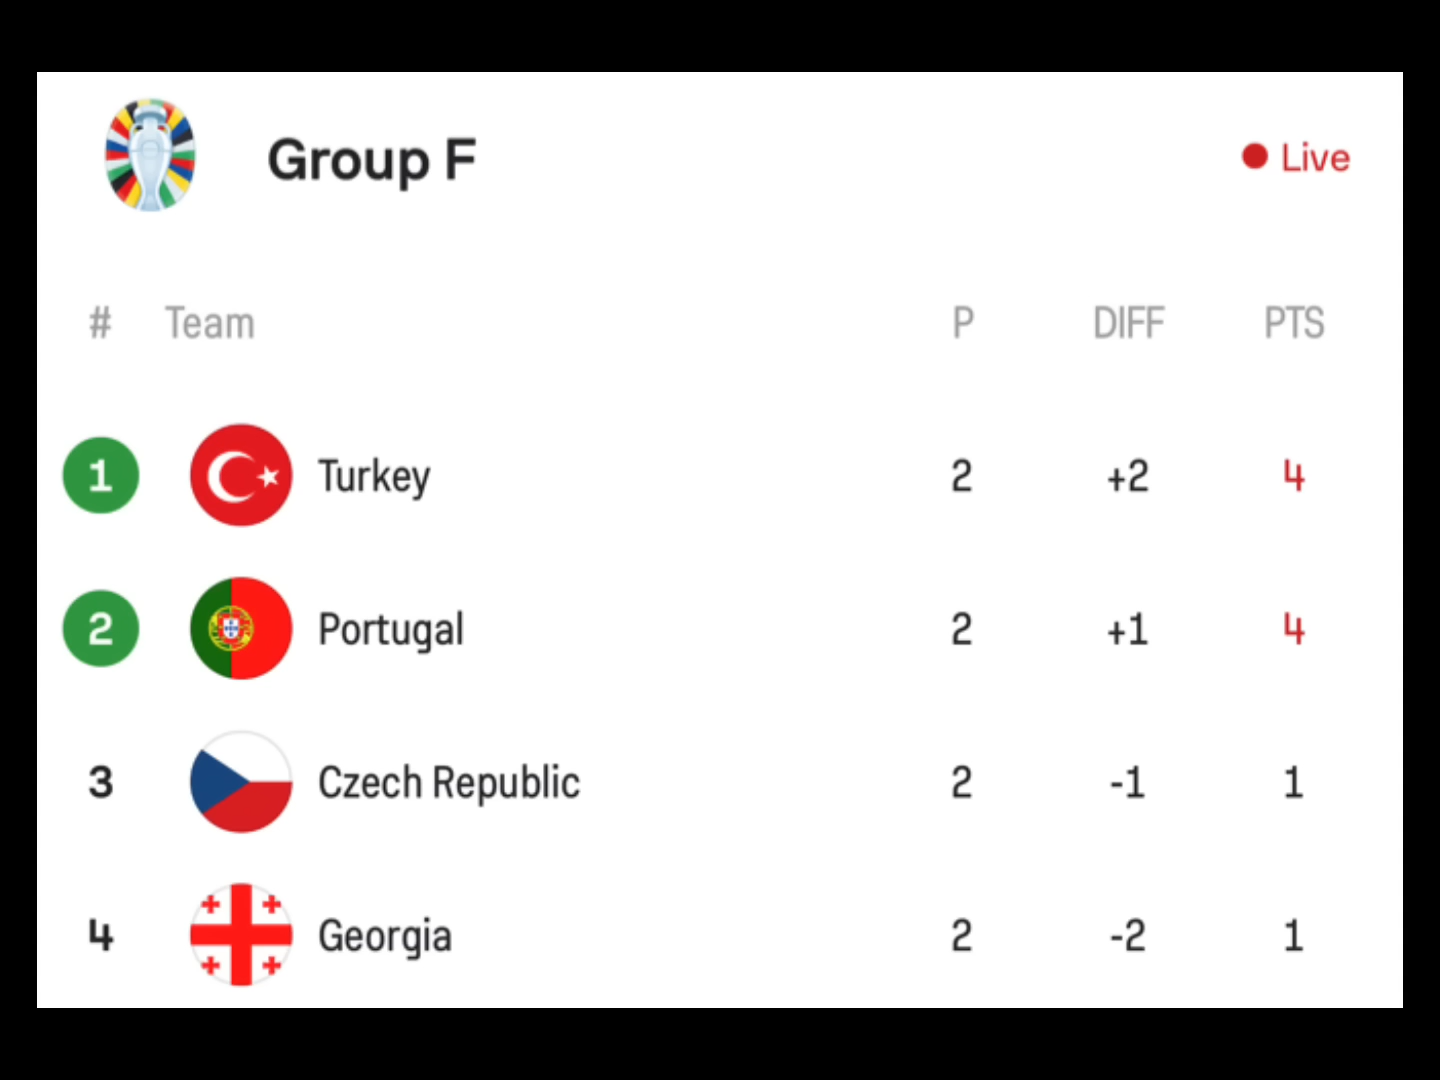 Group F
Live
# Team P DIFF PTS
1 Turkey 2 +2 4
2 Portugal 2 +1 4
3 Czech Republic 2 -1 1
4 Georgia 2 -2 1